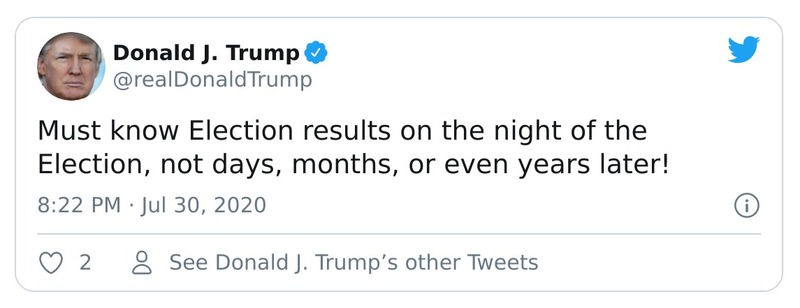 Donald J. Trump
@realDonaldTrump
Must know Election results on the night of the
Election, not days, months, or even years later!
8:22 PM · Jul 30, 2020
2
See Donald J. Trump’s other Tweets